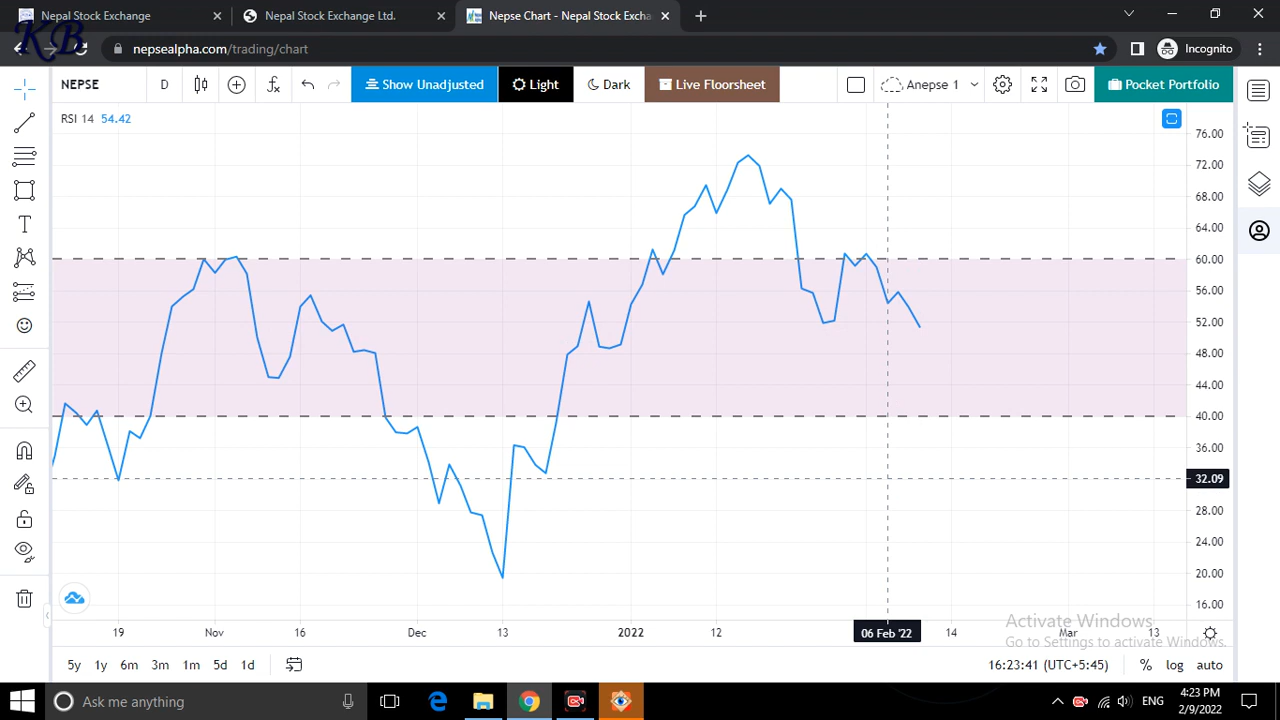 Nepal Stock Exchange
Nepal Stock Exchange Ltd.
Nepse Chart - Nepal Stock Excha
KB
nepsealpha.com/trading/chart
Incognito
NEPSE
D
Show Unadjusted
Light
Dark
Live Floorsheet
Anepse 1
Pocket Portfolio
RSI 14 54.42
76.00
72.00
68.00
64.00
60.00
56.00
52.00
48.00
44.00
40.00
36.00
32.09
28.00
24.00
20.00
16.00
19 Nov 16 Dec 13 2022 12 06 Feb '22 14 Mar 13
Activate Windows
Go to Settings to activate Windows.
5y 1y 6m 3m 1m 5d 1d
16:23:41 (UTC+5:45) % log auto
Ask me anything
ENG
4:23 PM
2/9/2022